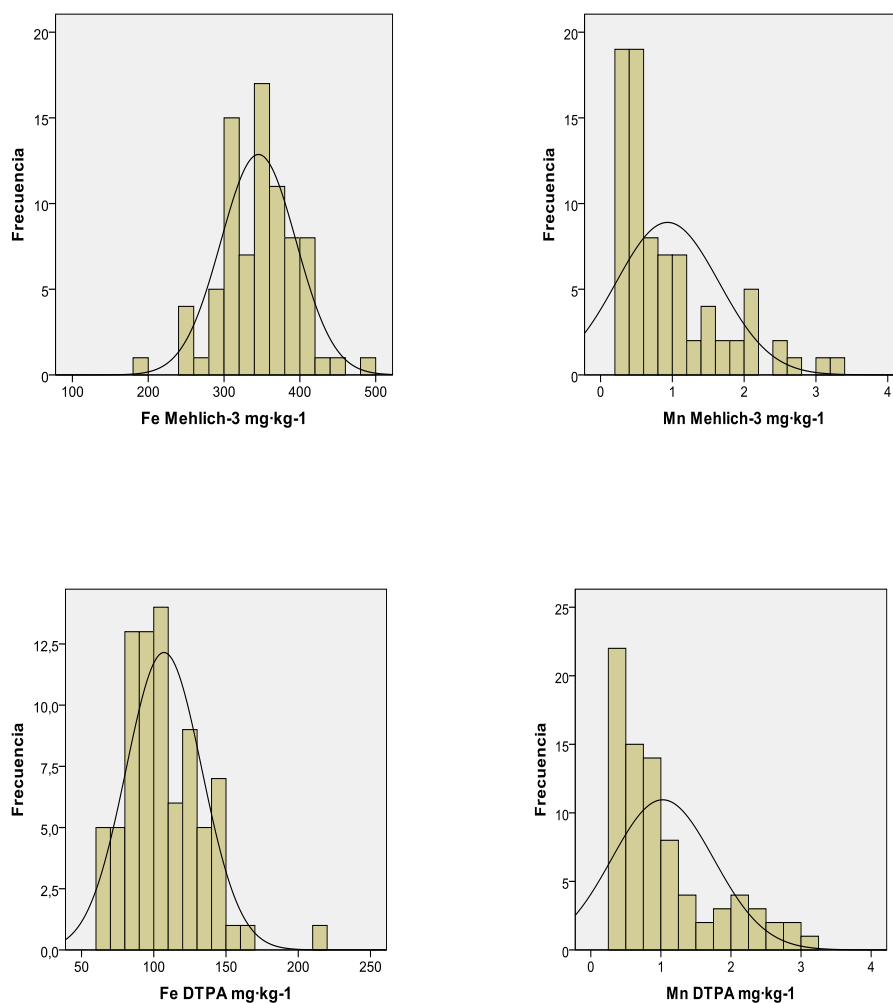 20
15
10
5
0
Frecuencia
100 200 300 400 500
Fe Mehlich-3 mg·kg-1
20
15
10
5
0
Frecuencia
0 1 2 3 4
Mn Mehlich-3 mg·kg-1
12,5
10,0
7,5
5,0
2,5
0,0
Frecuencia
50 100 150 200 250
Fe DTPA mg·kg-1
25
20
15
10
5
0
Frecuencia
0 1 2 3 4
Mn DTPA mg·kg-1